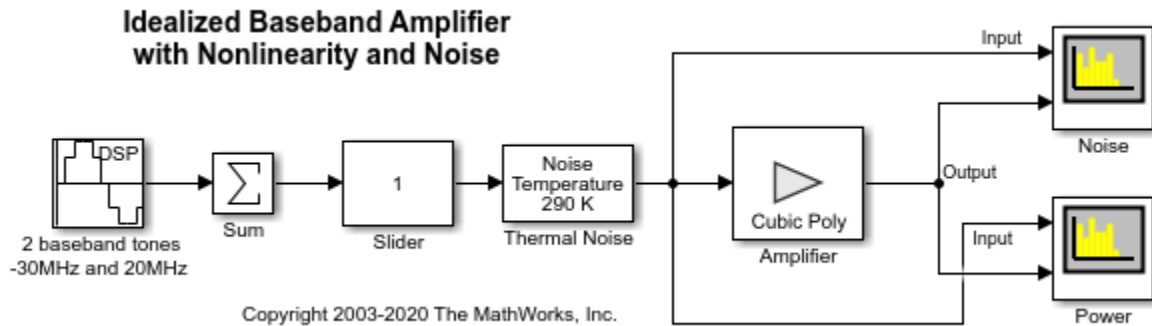 Idealized Baseband Amplifier
with Nonlinearity and Noise
Input
DSP
1
Noise
Temperature
290 K
Cubic Poly
Noise
Output
Input
2 baseband tones
-30MHz and 20MHz
Sum
Slider
Thermal Noise
Amplifier
Power
Copyright 2003-2020 The MathWorks, Inc.